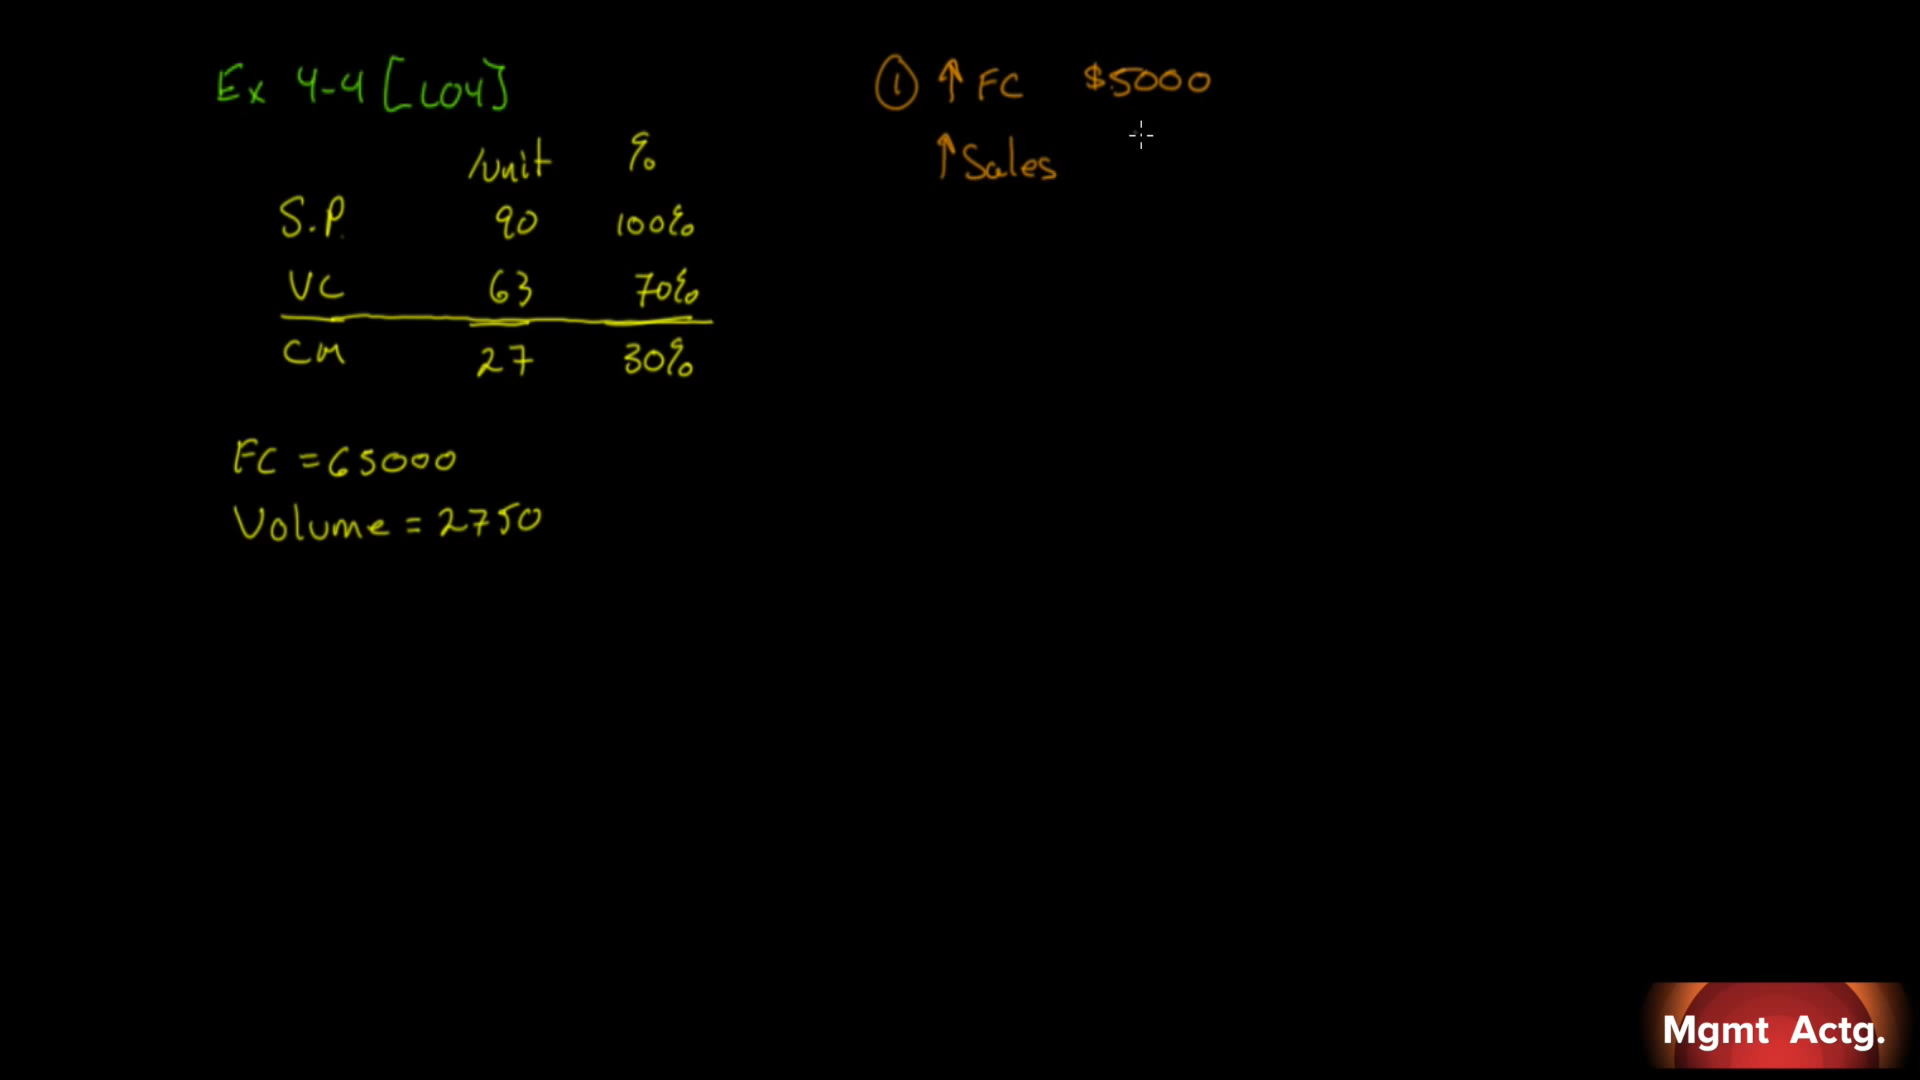 Ex 4-4 [LO4]
/unit %
S.P. 90 100%
VC 63 70%
CM 27 30%
FC = 65000
Volume = 2750
① ↑ FC $5000
↑ Sales
Mgmt Actg.